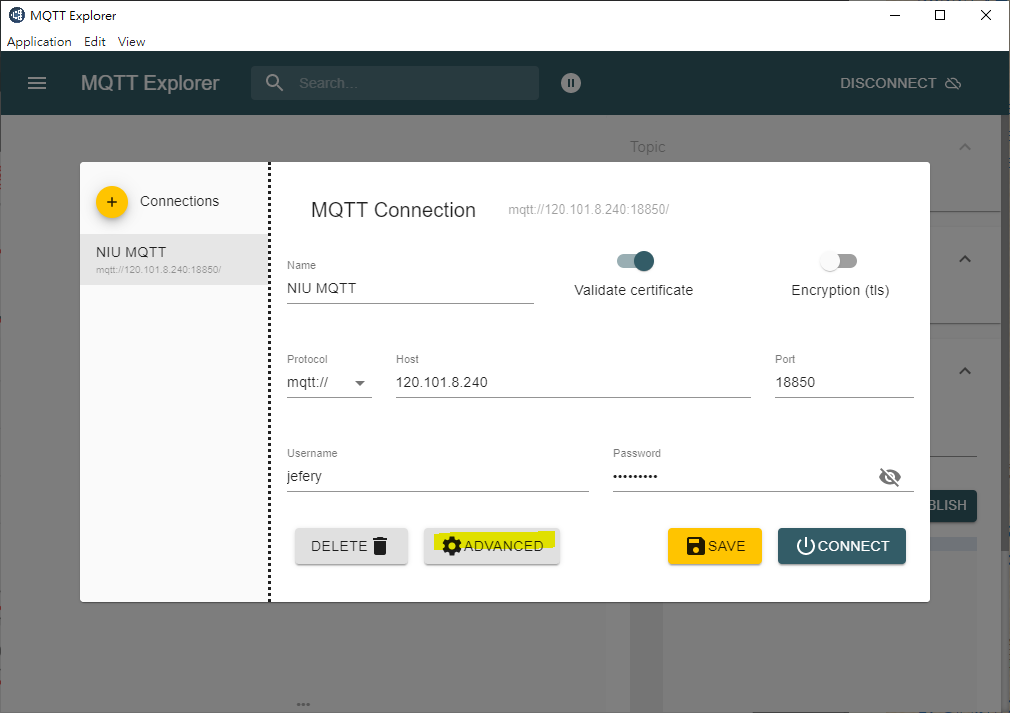 MQTT Explorer
Application Edit View
MQTT Explorer Search... DISCONNECT
Topic
Connections
NIU MQTT
mqtt://120.101.8.240:18850/
MQTT Connection mqtt://120.101.8.240:18850/
Name
NIU MQTT
Validate certificate
Encryption (tls)
Protocol
mqtt://
Host
120.101.8.240
Port
18850
Username
jefery
Password
•••••••••
DELETE ADVANCED SAVE CONNECT
BLISH